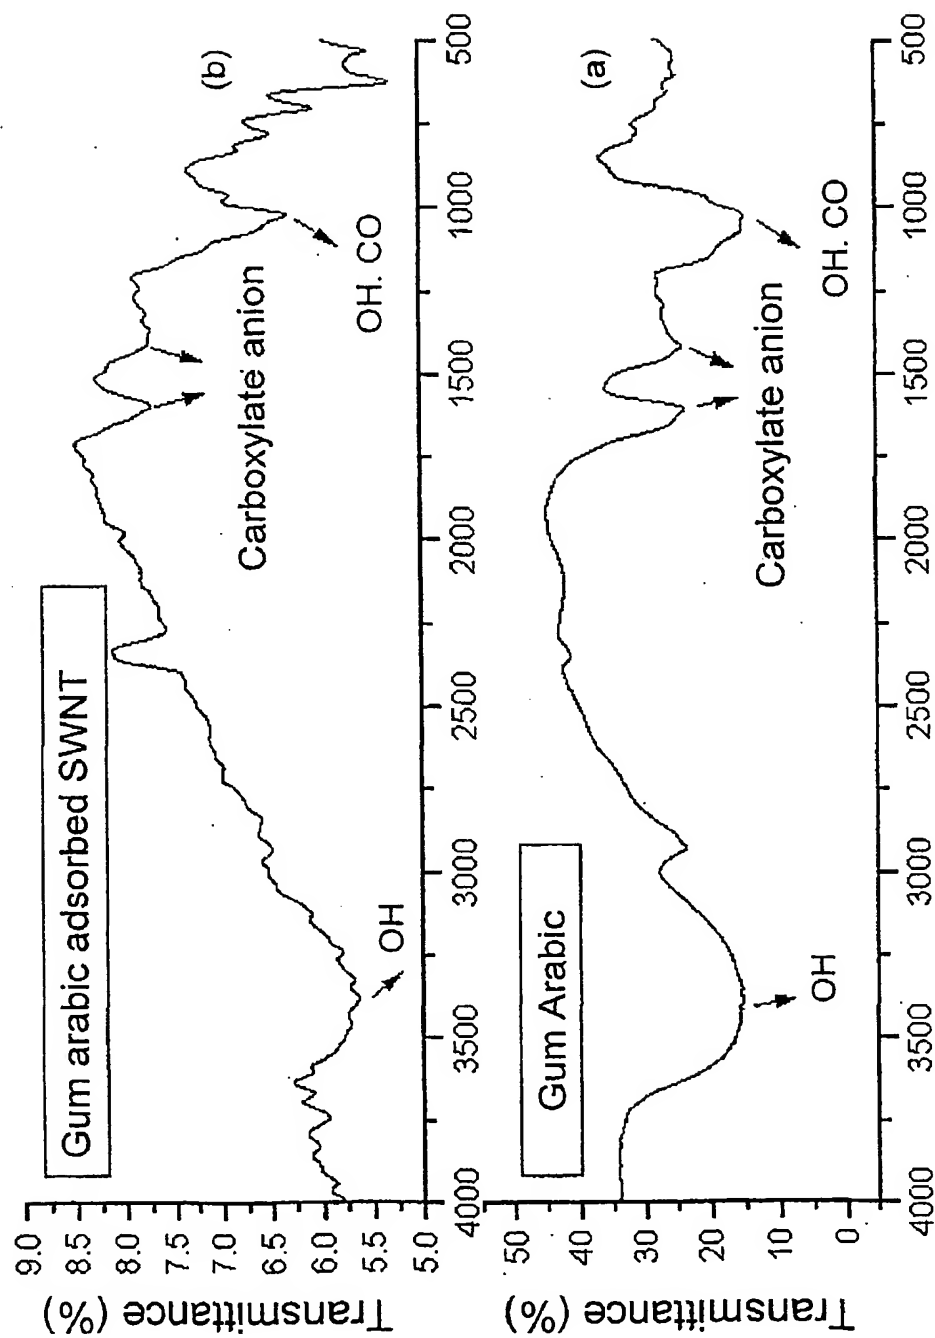 Gum arabic adsorbed SWNT
(b)
Transmittance (%)
9.0
8.5
8.0
7.5
7.0
6.5
6.0
5.5
5.0
OH
Carboxylate anion
OH. CO
4000 3500 3000 2500 2000 1500 1000 500
Gum Arabic
(a)
Transmittance (%)
50
40
30
20
10
0
OH
Carboxylate anion
OH. CO
4000 3500 3000 2500 2000 1500 1000 500